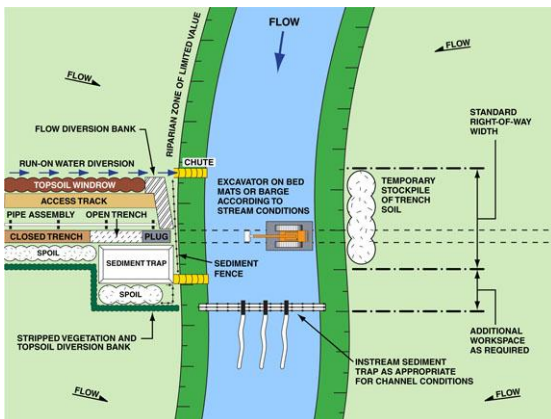 FLOW
FLOW
FLOW
RIPARIAN ZONE OF LIMITED VALUE
STANDARD
RIGHT-OF-WAY
WIDTH
FLOW DIVERSION BANK
CHUTE
RUN-ON WATER DIVERSION
TOPSOIL WINDROW
ACCESS TRACK
PIPE ASSEMBLY
OPEN TRENCH
CLOSED TRENCH
PLUG
SPOIL
SEDIMENT TRAP
SPOIL
SEDIMENT
FENCE
EXCAVATOR ON BED
MATS OR BARGE
ACCORDING TO
STREAM CONDITIONS
TEMPORARY
STOCKPILE
OF TRENCH
SOIL
STRIPPED VEGETATION AND
TOPSOIL DIVERSION BANK
INSTREAM SEDIMENT
TRAP AS APPROPRIATE
FOR CHANNEL CONDITIONS
ADDITIONAL
WORKSPACE
AS REQUIRED
FLOW
FLOW